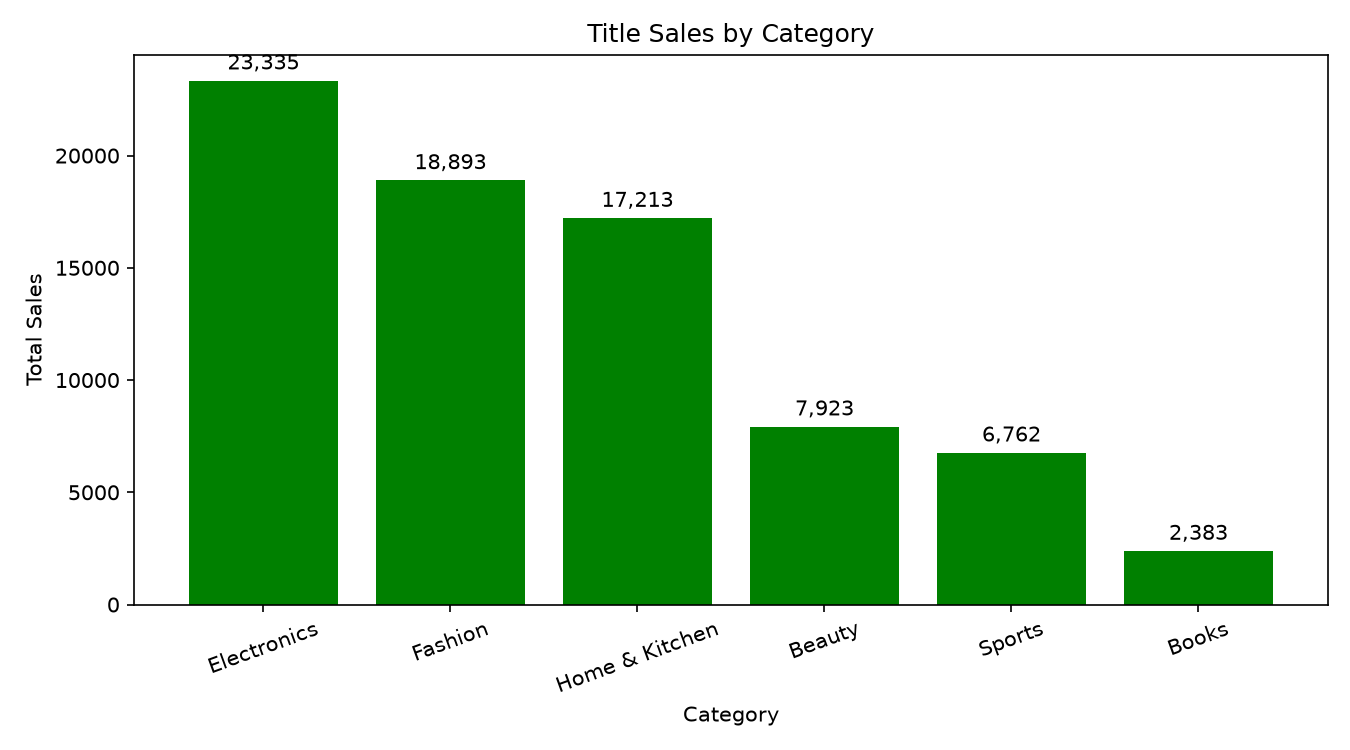 Title Sales by Category
23,335
18,893
17,213
7,923
6,762
2,383
Total Sales
20000
15000
10000
5000
0
Electronics
Fashion
Home & Kitchen
Beauty
Sports
Books
Category